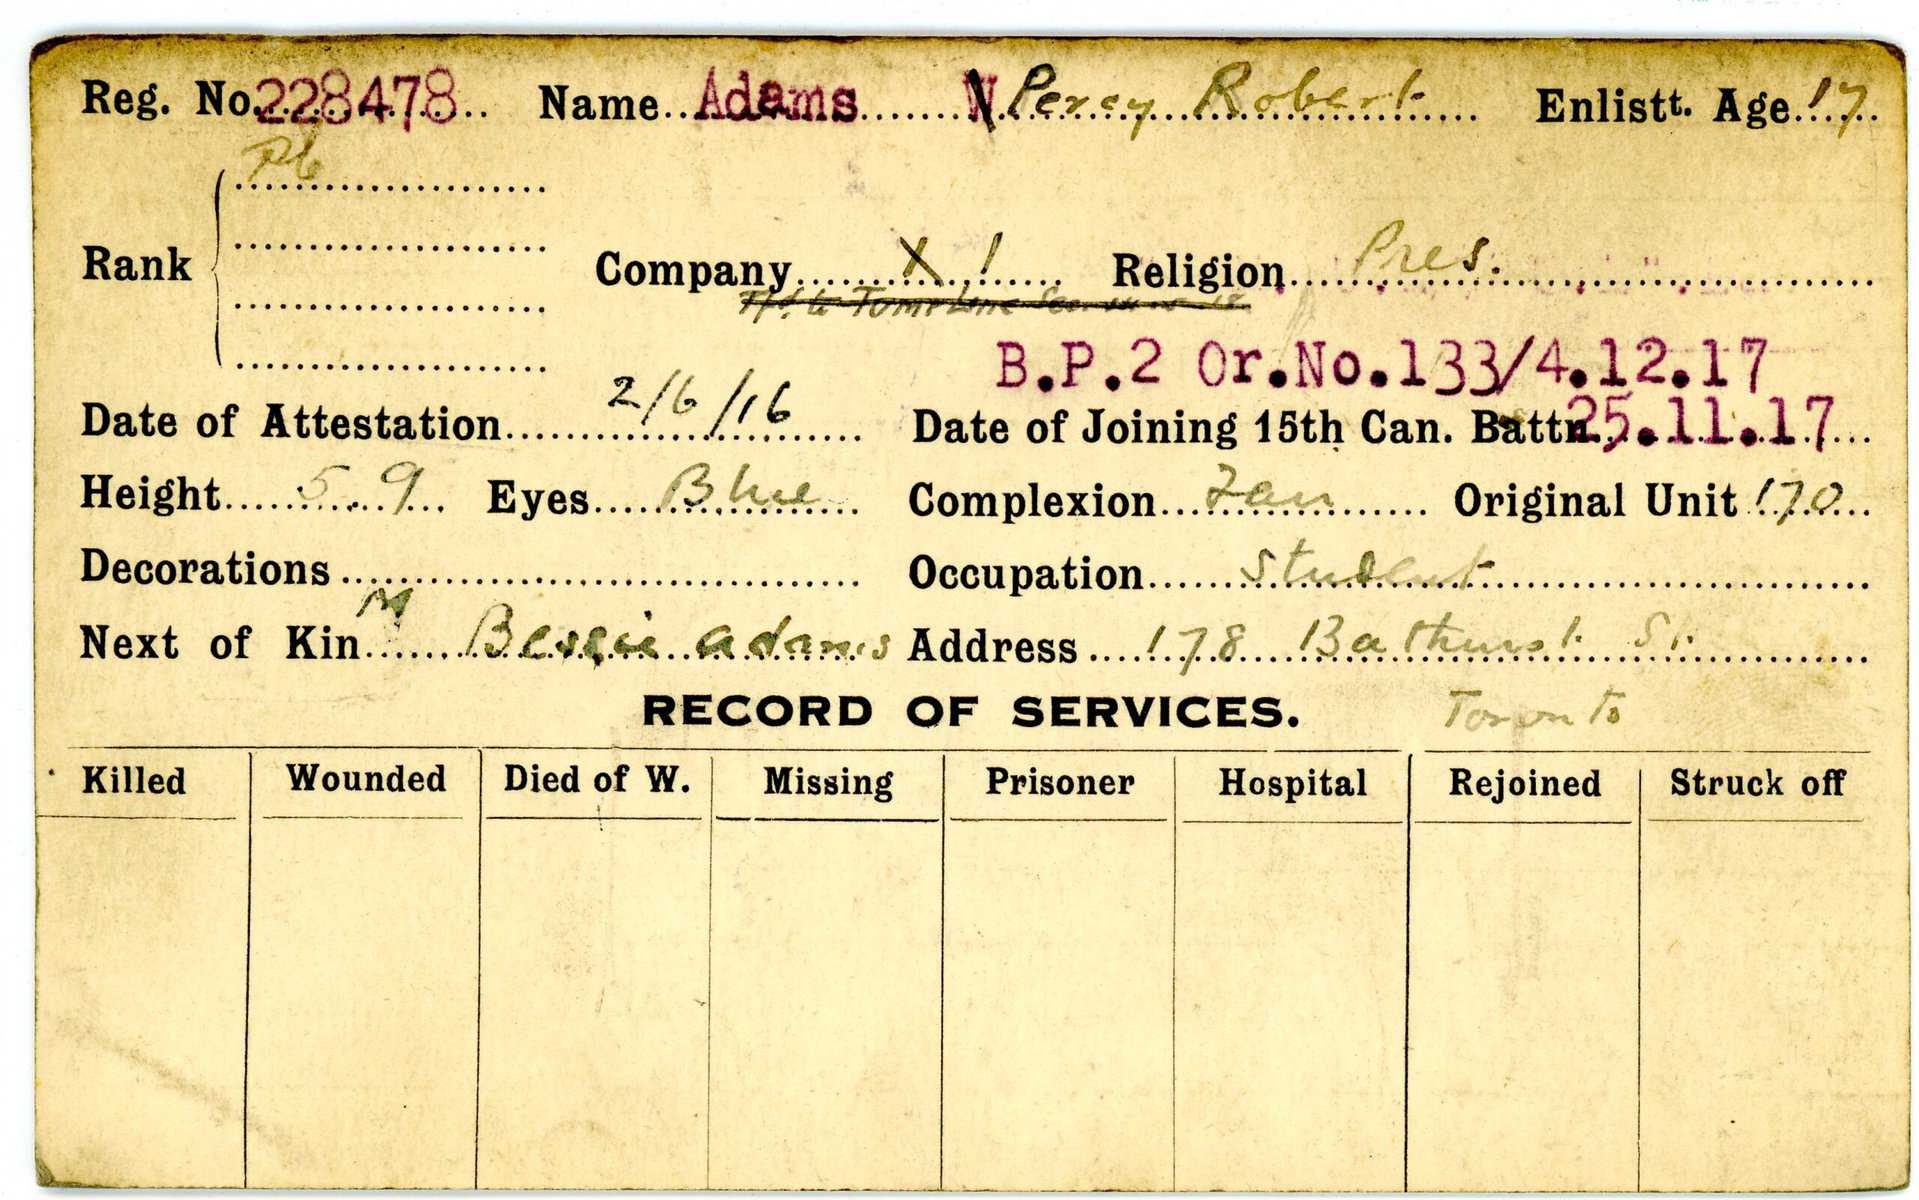 Reg. No. 228478 Name Adams W Percy Robert Enlistt. Age 17
Rank
Company 1 1 Religion Pres.
B.P.2 Or.No.133/4.12.17
Date of Attestation 2/6/16 Date of Joining 15th Can. Battn. 25.11.17
Height 5.9 Eyes Blue Complexion Original Unit 170
Decorations Occupation Student
Next of Kin M Bessie Adams Address 178 Bathurst St.
RECORD OF SERVICES. Toronto
Killed Wounded Died of W. Missing Prisoner Hospital Rejoined Struck off